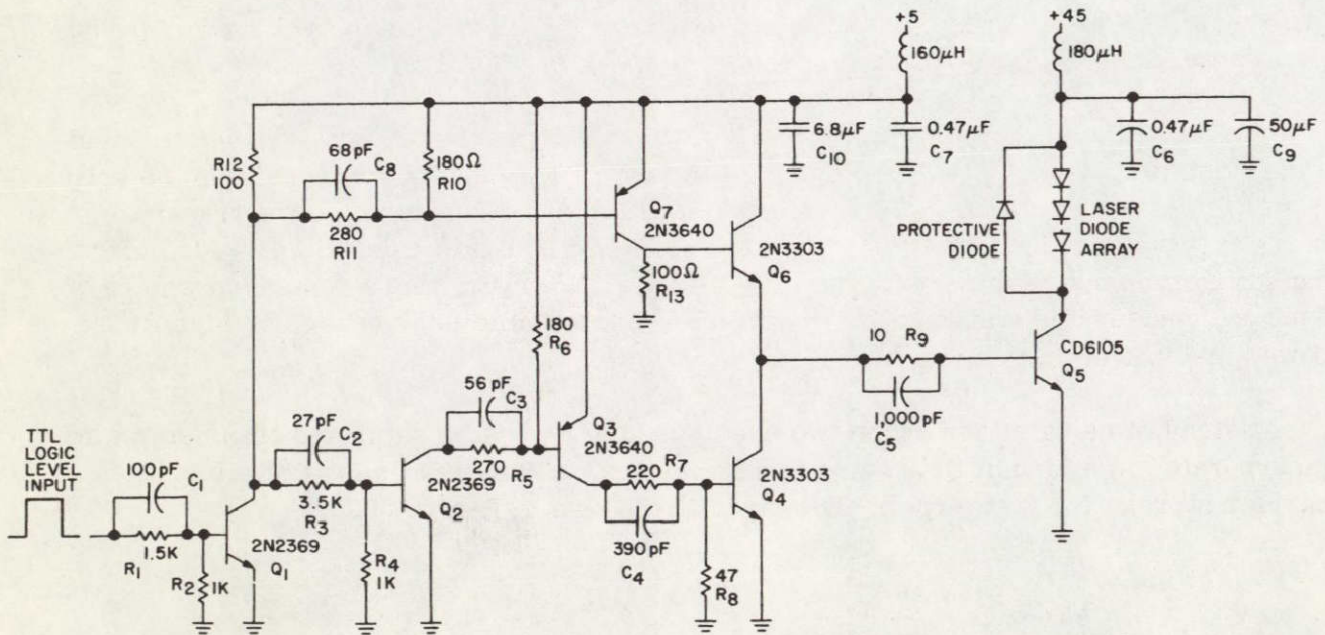 +5
+45
160μH
180μH
R12
100
68 pF
C8
180Ω
R10
6.8μF
C10
0.47μF
C7
0.47μF
C6
50μF
C9
280
R11
Q7
2N3640
2N3303
Q6
100Ω
R13
PROTECTIVE
DIODE
LASER
DIODE
ARRAY
180
R6
10 R9
1,000pF
C5
CD6105
Q5
TTL
LOGIC
LEVEL
INPUT
100pF
C1
1.5K
R1
R2
1K
2N2369
Q1
27pF
C2
3.5K
R3
R4
1K
2N2369
Q2
56 pF
C3
270
R5
Q3
2N3640
220 R7
390pF
C4
47
R8
2N3303
Q4